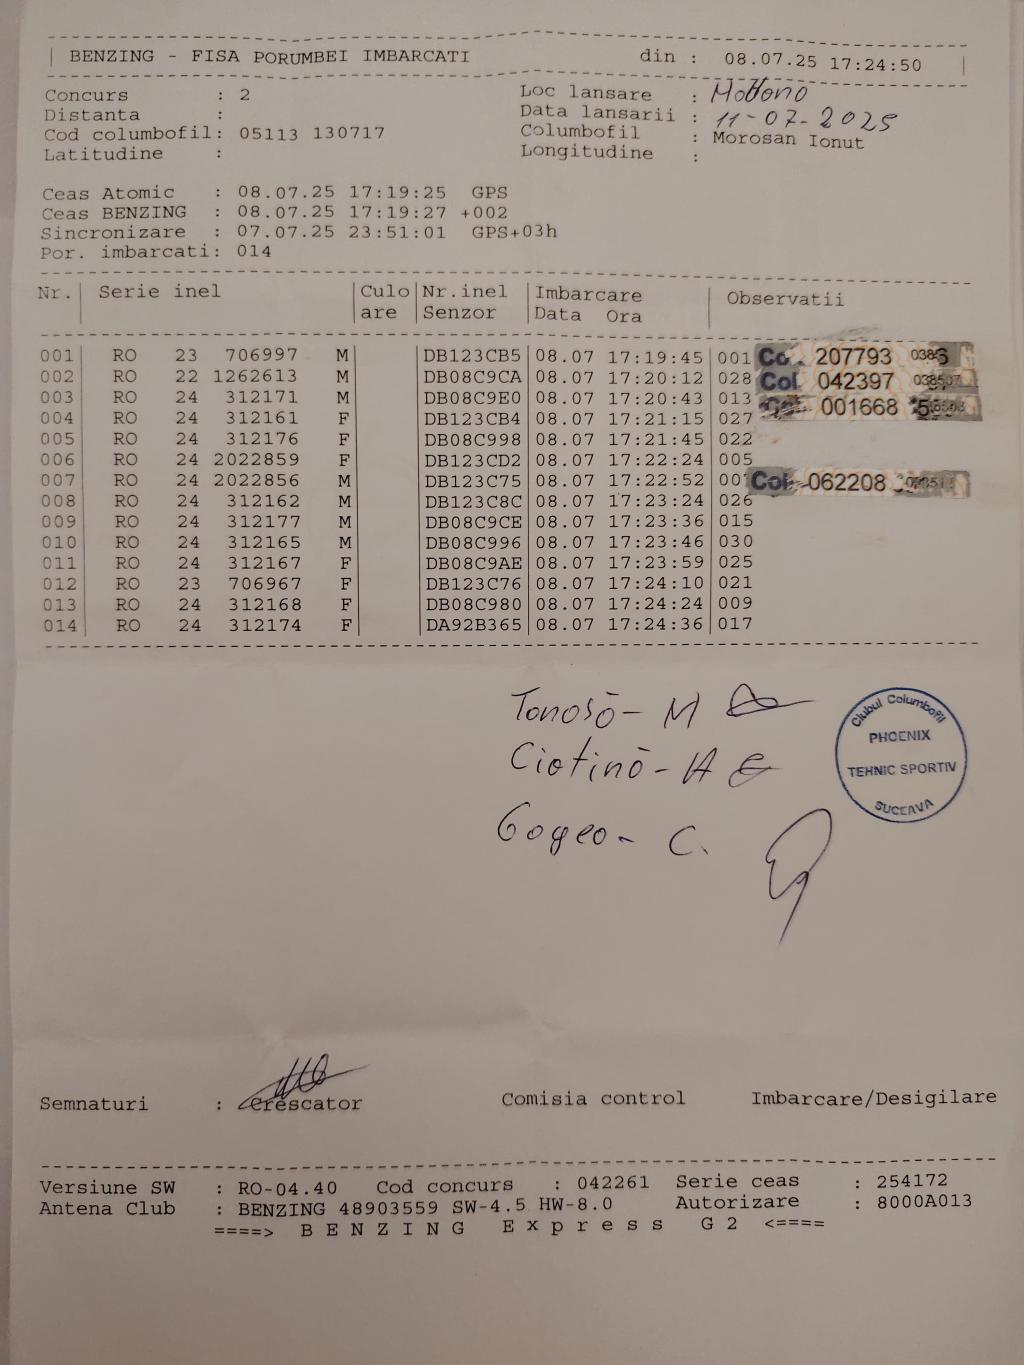 BENZING - FISA PORUMBEI IMBARCATI din : 08.07.25 17:24:50
Concurs : 2 Loc lansare :
Distanta : Data lansarii : 11-07-2025
Cod columbofil: 05113 130717 Columbofil : Morosan Ionut
Latitudine : Longitudine :
Ceas Atomic : 08.07.25 17:19:25 GPS
Ceas BENZING : 08.07.25 17:19:27 +002
Sincronizare : 07.07.25 23:51:01 GPS+03h
Por. imbarcati: 014
Nr. Serie inel Culo Nr.inel Imbarcare Observatii
are Senzor Data Ora
001 RO 23 706997 M DB123CB5 08.07 17:19:45 001 207793
002 RO 22 1262613 M DB08C9CA 08.07 17:20:12 028 Col 042397
003 RO 24 312171 M DB08C9E0 08.07 17:20:43 013 001668
004 RO 24 312161 F DB123CB4 08.07 17:21:15 027
005 RO 24 312176 F DB08C998 08.07 17:21:45 022
006 RO 24 2022859 F DB123CD2 08.07 17:22:24 005
007 RO 24 2022856 M DB123C75 08.07 17:22:52 Col 062208
008 RO 24 312162 M DB123C8C 08.07 17:23:24 026
009 RO 24 312177 M DB08C9CE 08.07 17:23:36 015
010 RO 24 312165 M DB08C996 08.07 17:23:46 030
011 RO 24 312167 F DB08C9AE 08.07 17:23:59 025
012 RO 23 706967 F DB123C76 08.07 17:24:10 021
013 RO 24 312168 F DB08C980 08.07 17:24:24 009
014 RO 24 312174 F DA92B365 08.07 17:24:36 017
Tanasă - M
Ciotină - A
C.
Clubul Columbofil
PHOENIX
TEHNIC SPORTIV
SUCEAVA
Semnaturi : Crescator Comisia control Imbarcare/Desigilare
Versiune SW : RO-04.40 Cod concurs : 042261 Serie ceas : 254172
Antena Club : BENZING 48903559 SW-4.5 HW-8.0 Autorizare : 8000A013
====> B E N Z I N G E x p r e s s G 2 <====